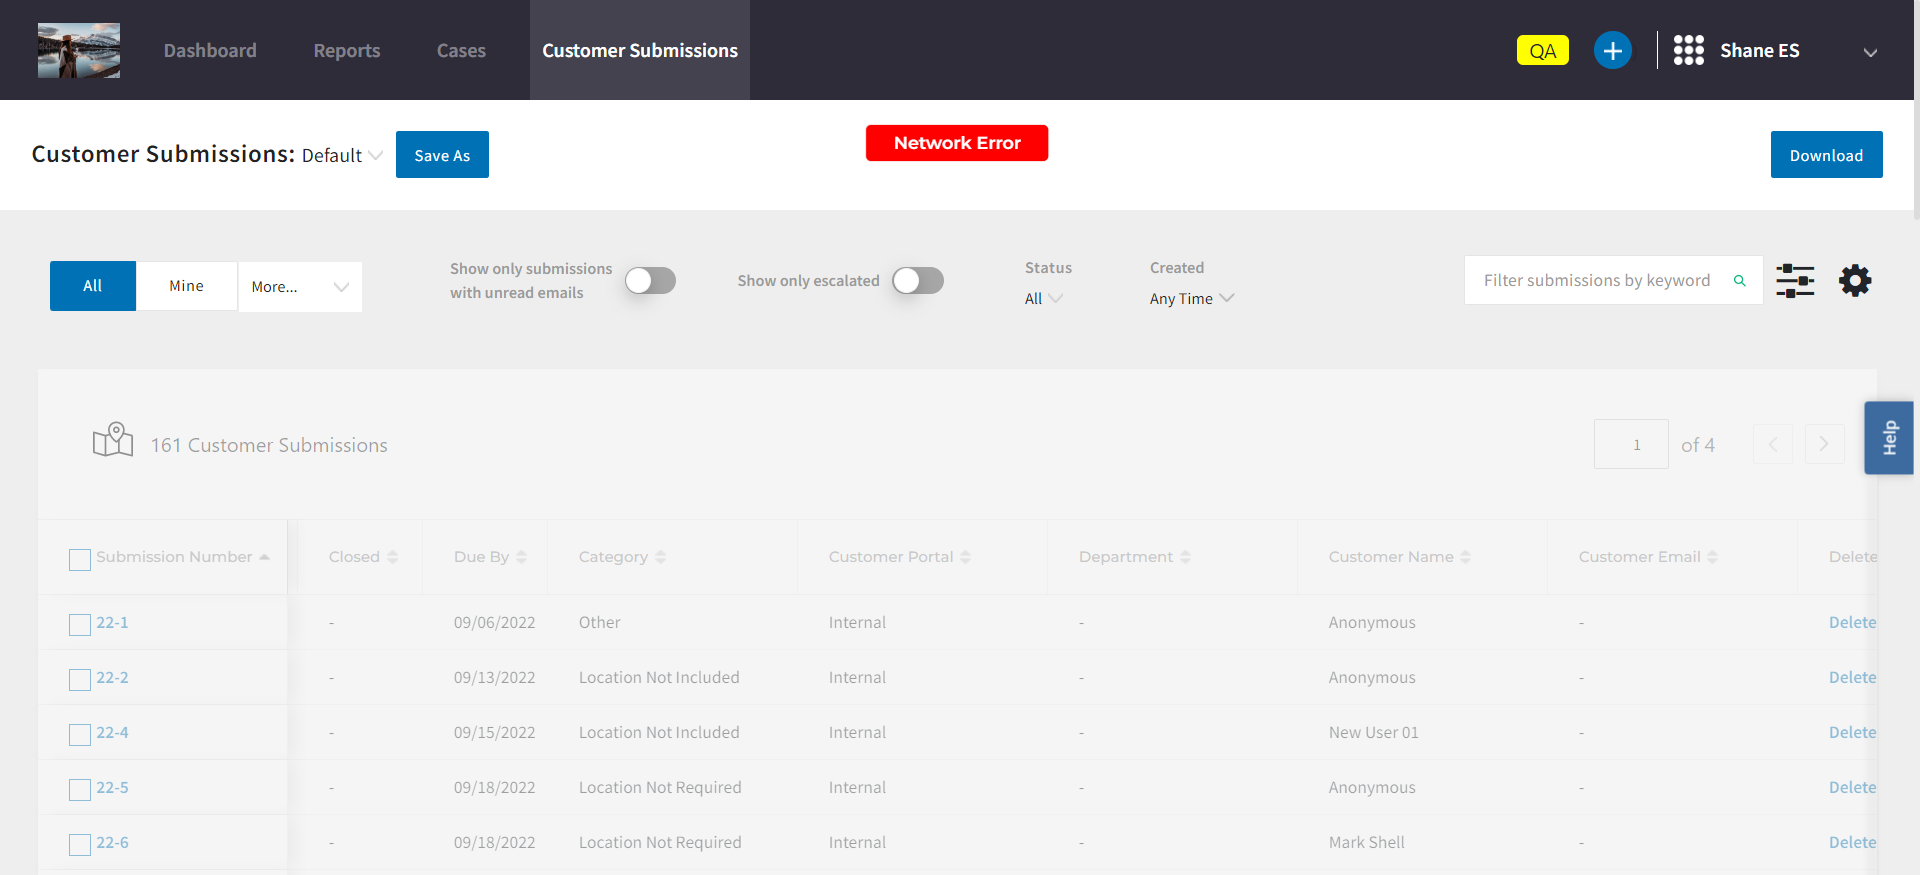 Dashboard Reports Cases Customer Submissions QA Shane ES
Customer Submissions: Default Save As Network Error Download
All Mine More... Show only submissions with unread emails Show only escalated Status All Created Any Time Filter submissions by keyword
Help
161 Customer Submissions 1 of 4
Submission Number Closed Due By Category Customer Portal Department Customer Name Customer Email Delete
22-1 - 09/06/2022 Other Internal - Anonymous - Delete
22-2 - 09/13/2022 Location Not Included Internal - Anonymous - Delete
22-4 - 09/15/2022 Location Not Included Internal - New User 01 - Delete
22-5 - 09/18/2022 Location Not Required Internal - Anonymous - Delete
22-6 - 09/18/2022 Location Not Required Internal - Mark Shell - Delete